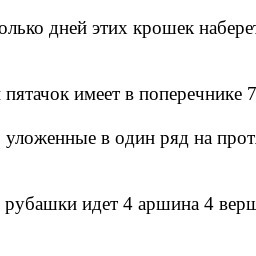 олько дней этих крошек наберет
пятачок имеет в поперечнике 7
уложенные в один ряд на прот
рубашки идет 4 аршина 4 верш